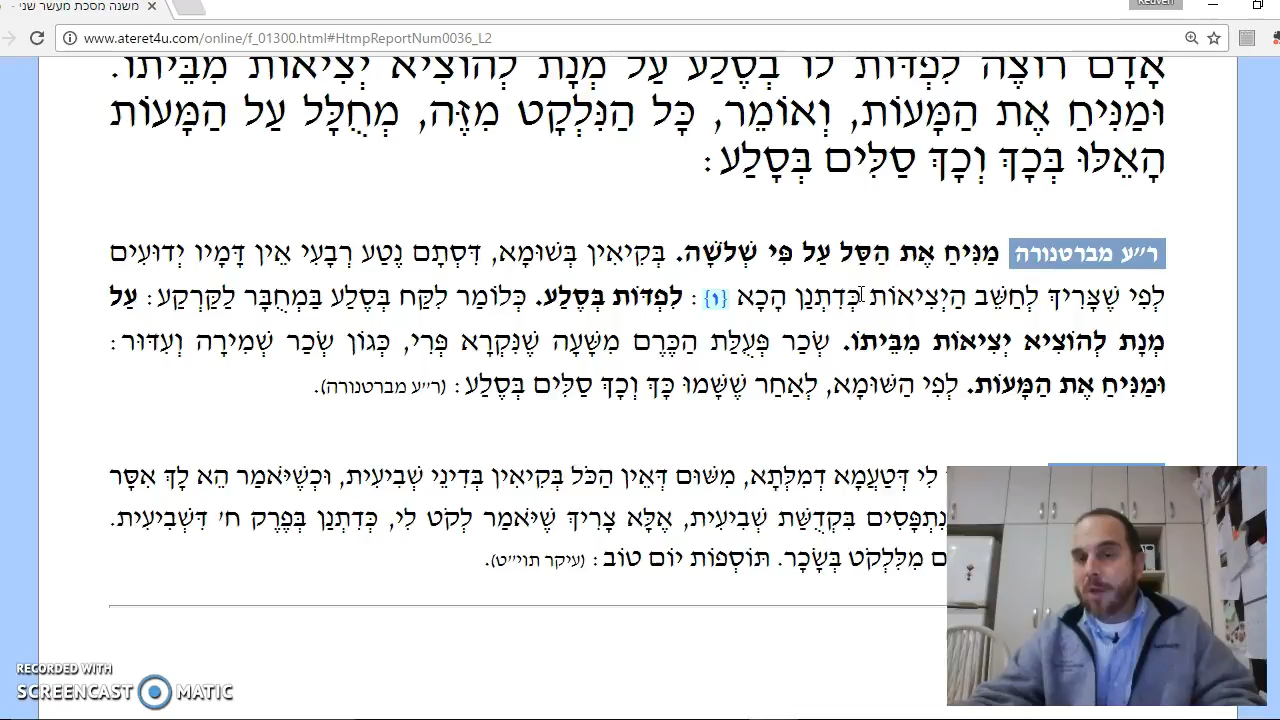 משנה מסכת מעשר שני -
Reuven
www.ateret4u.com/online/f_01300.html#HtmpReportNum0036_L2
אָדָם רוֹצֶה לִפְדּוֹת לוֹ בְּסֶלַע עַל מְנָת לְהוֹצִיא יְצִיאוֹת מִבֵּיתוֹ.
וּמַנִּיחַ אֶת הַמָּעוֹת, וְאוֹמֵר, כָּל הַנִּלְקָט מִזֶּה, מְחֻלָּל עַל הַמָּעוֹת
הָאֵלּוּ בְּכָךְ וְכָךְ סַלִּים בְּסָלַע:
ר״ע מברטנורה מַנִּיחַ אֶת הַסַּל עַל פִּי שְׁלֹשָׁה. בְּקִיאִין בְּשׁוּמָא, דִּסְתָם נֶטַע רְבָעִי אֵין דָּמָיו יְדוּעִים
לְפִי שֶׁצָּרִיךְ לְחַשֵּׁב הַיְצִיאוֹת כְּדִתְנַן הָכָא {ו} : לִפְדּוֹת בְּסֶלַע. כְּלוֹמַר לִקַּח בְּסֶלַע בַּמְחֻבָּר לַקַּרְקַע: עַל
מְנָת לְהוֹצִיא יְצִיאוֹת מִבֵּיתוֹ. שְׂכַר פְּעֻלַּת הַכֶּרֶם מִשָּׁעָה שֶׁנִּקְרָא פְּרִי, כְּגוֹן שְׂכַר שְׁמִירָה וְעִדּוּר:
וּמַנִּיחַ אֶת הַמָּעוֹת. לְפִי הַשּׁוּמָא, לְאַחַר שֶׁשָּׁמוּ כָּךְ וְכָךְ סַלִּים בְּסֶלַע: (ר״ע מברטנורה).
לִי דְּטַעֲמָא דְמִלְּתָא, מִשּׁוּם דְּאֵין הַכֹּל בְּקִיאִין בְּדִינֵי שְׁבִיעִית, וּכְשֶׁיֹּאמַר הֵא לָךְ אִסָּר
נִתְפָּסִים בִּקְדֻשַּׁת שְׁבִיעִית, אֶלָּא צָרִיךְ שֶׁיֹּאמַר לְקֹט לִי, כְּדִתְנַן בְּפֶרֶק ח׳ דִּשְׁבִיעִית.
ם מִלִּלְקֹט בְּשָׂכָר. תּוֹסְפוֹת יוֹם טוֹב: (עיקר תוי״ט).
RECORDED WITH
SCREENCAST MATIC